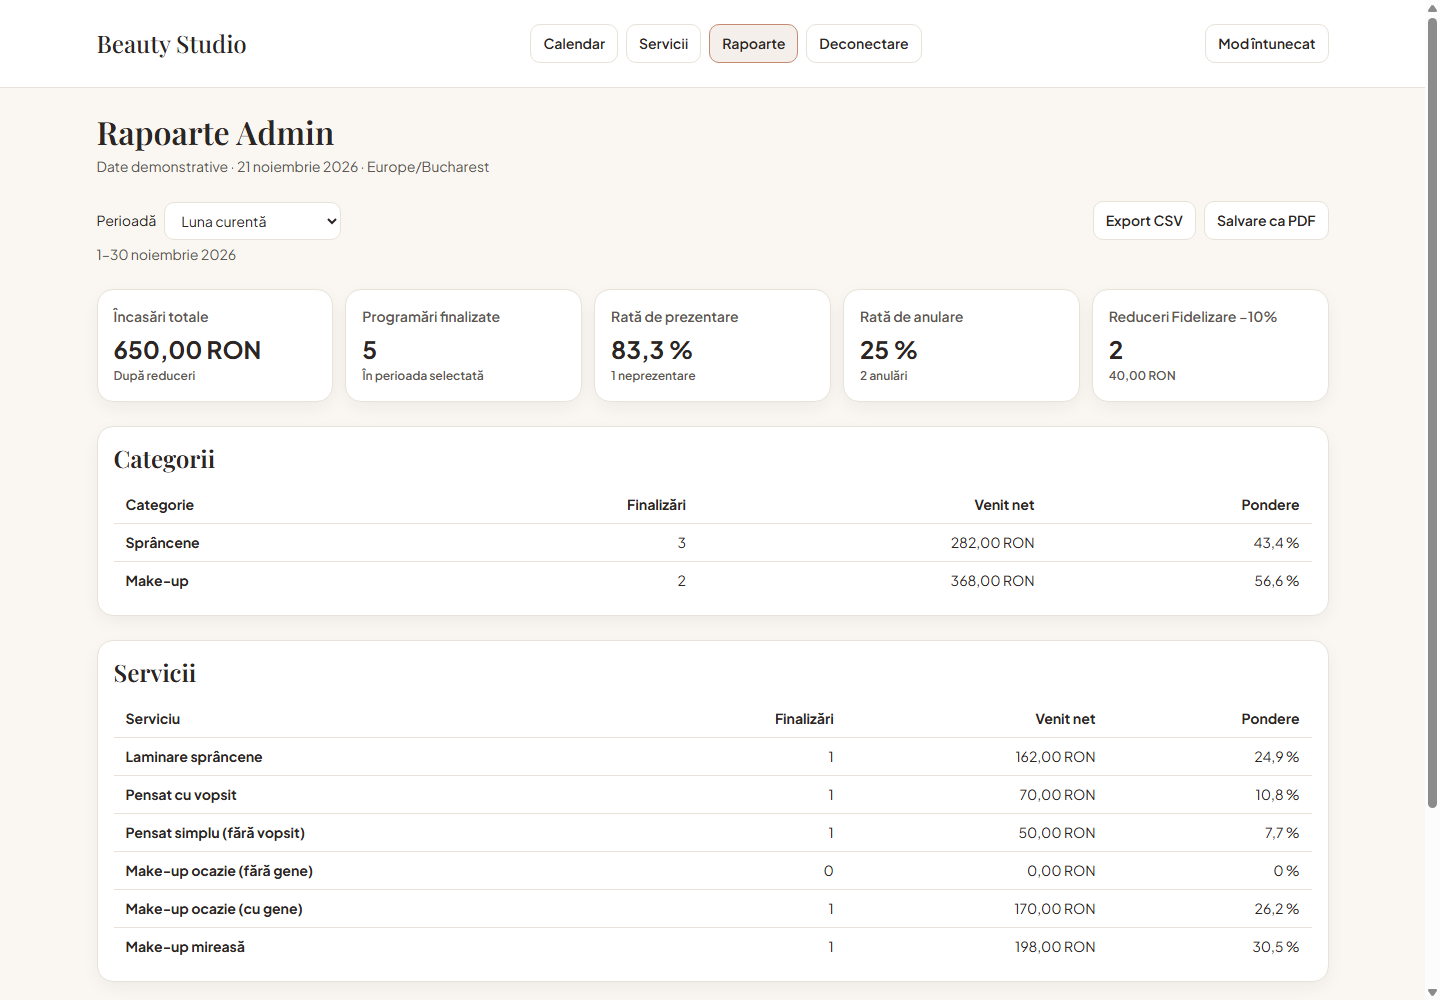 Beauty Studio
Calendar
Servicii
Rapoarte
Deconectare
Mod întunecat
Rapoarte Admin
Date demonstrative · 21 noiembrie 2026 · Europe/Bucharest
Perioadă
Luna curentă
Export CSV
Salvare ca PDF
1–30 noiembrie 2026
Încasări totale
650,00 RON
După reduceri
Programări finalizate
5
În perioada selectată
Rată de prezentare
83,3 %
1 neprezentare
Rată de anulare
25 %
2 anulări
Reduceri Fidelizare −10%
2
40,00 RON
Categorii
Categorie Finalizări Venit net Pondere
Sprâncene 3 282,00 RON 43,4 %
Make-up 2 368,00 RON 56,6 %
Servicii
Serviciu Finalizări Venit net Pondere
Laminare sprâncene 1 162,00 RON 24,9 %
Pensat cu vopsit 1 70,00 RON 10,8 %
Pensat simplu (fără vopsit) 1 50,00 RON 7,7 %
Make-up ocazie (fără gene) 0 0,00 RON 0 %
Make-up ocazie (cu gene) 1 170,00 RON 26,2 %
Make-up mireasă 1 198,00 RON 30,5 %